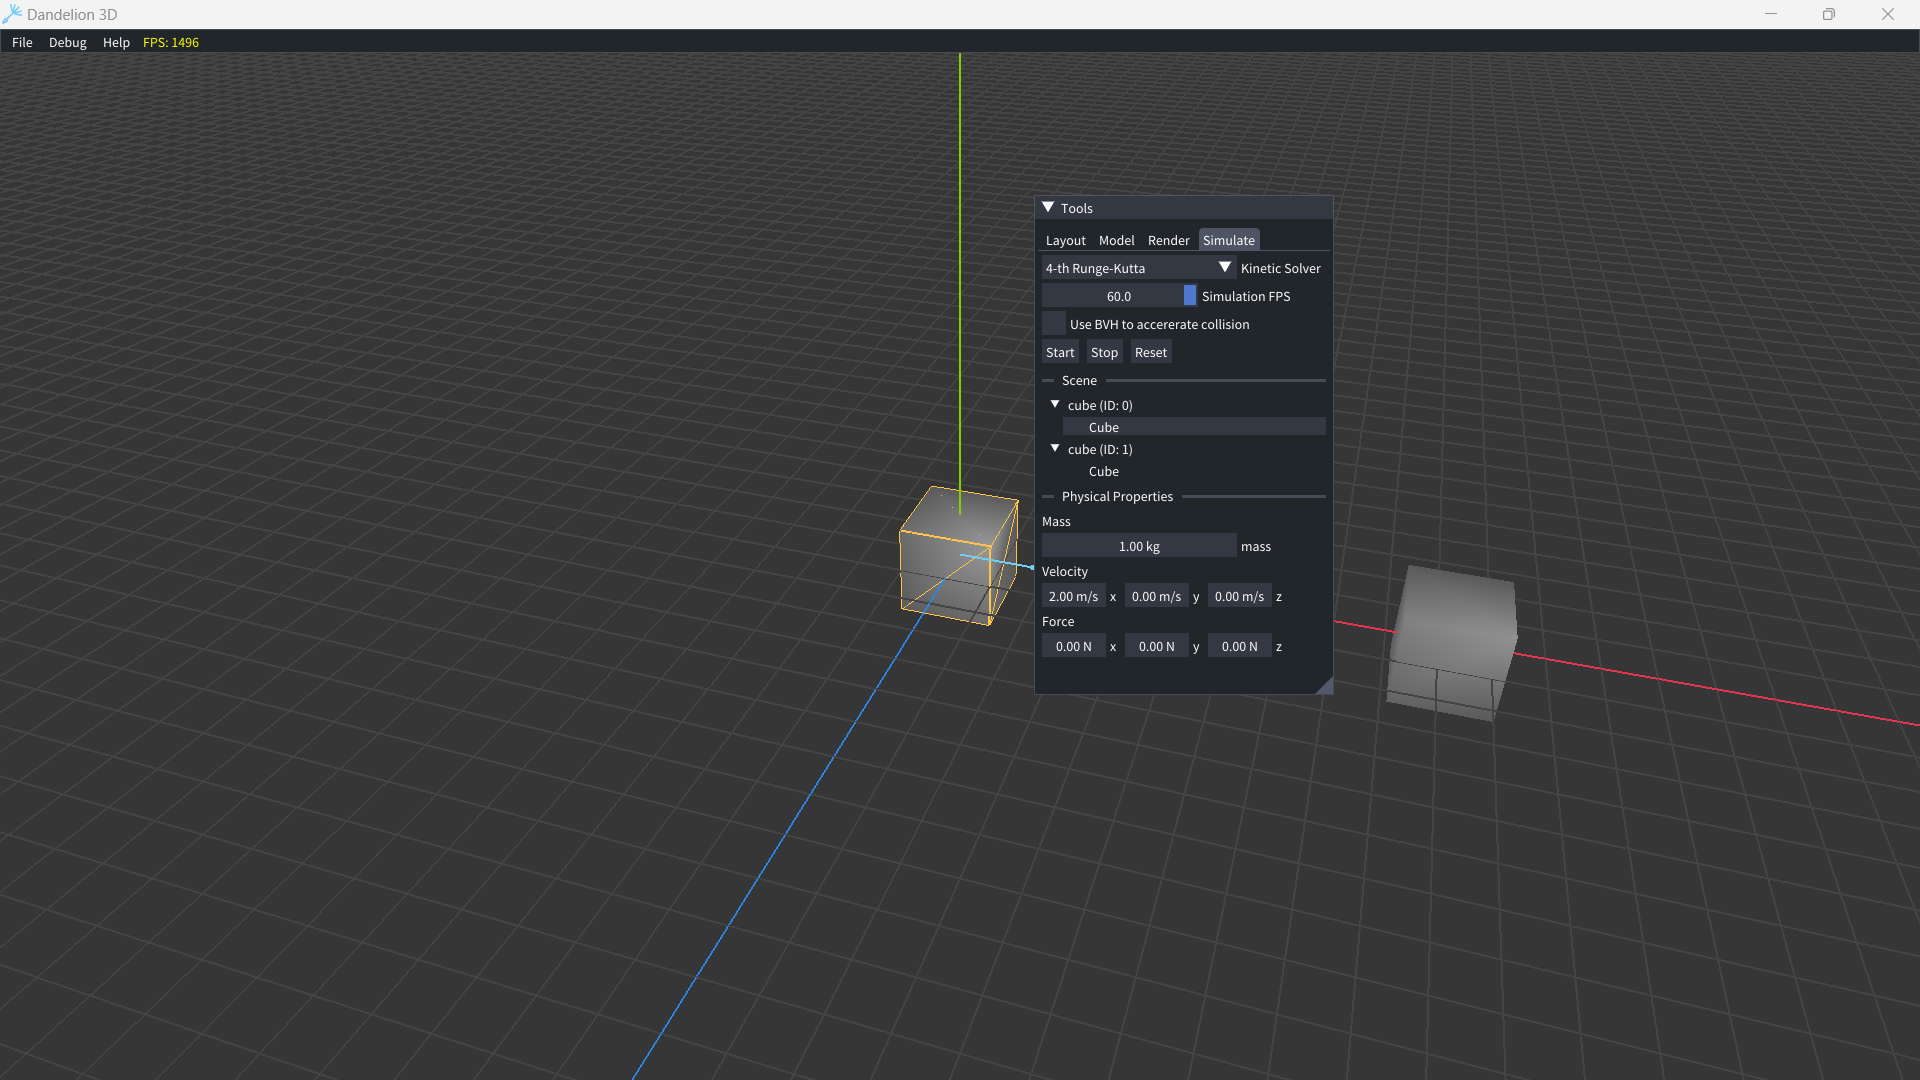 Dandelion 3D
File Debug Help FPS: 1496
Tools
Layout Model Render Simulate
4-th Runge-Kutta Kinetic Solver
60.0 Simulation FPS
Use BVH to accererate collision
Start Stop Reset
Scene
cube (ID: 0)
Cube
cube (ID: 1)
Cube
Physical Properties
Mass
1.00 kg mass
Velocity
2.00 m/s x 0.00 m/s y 0.00 m/s z
Force
0.00 N x 0.00 N y 0.00 N z